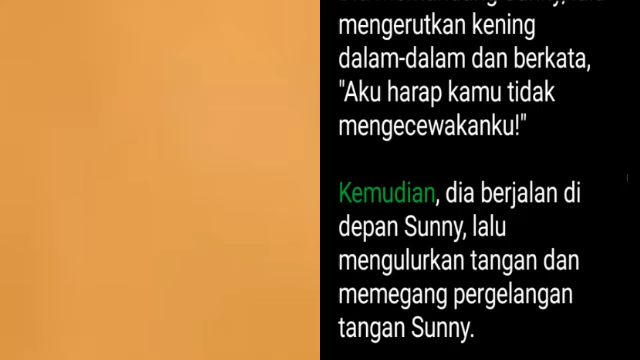 mengerutkan kening
dalam-dalam dan berkata,
"Aku harap kamu tidak
mengecewakanku!"
Kemudian, dia berjalan di
depan Sunny, lalu
mengulurkan tangan dan
memegang pergelangan
tangan Sunny.